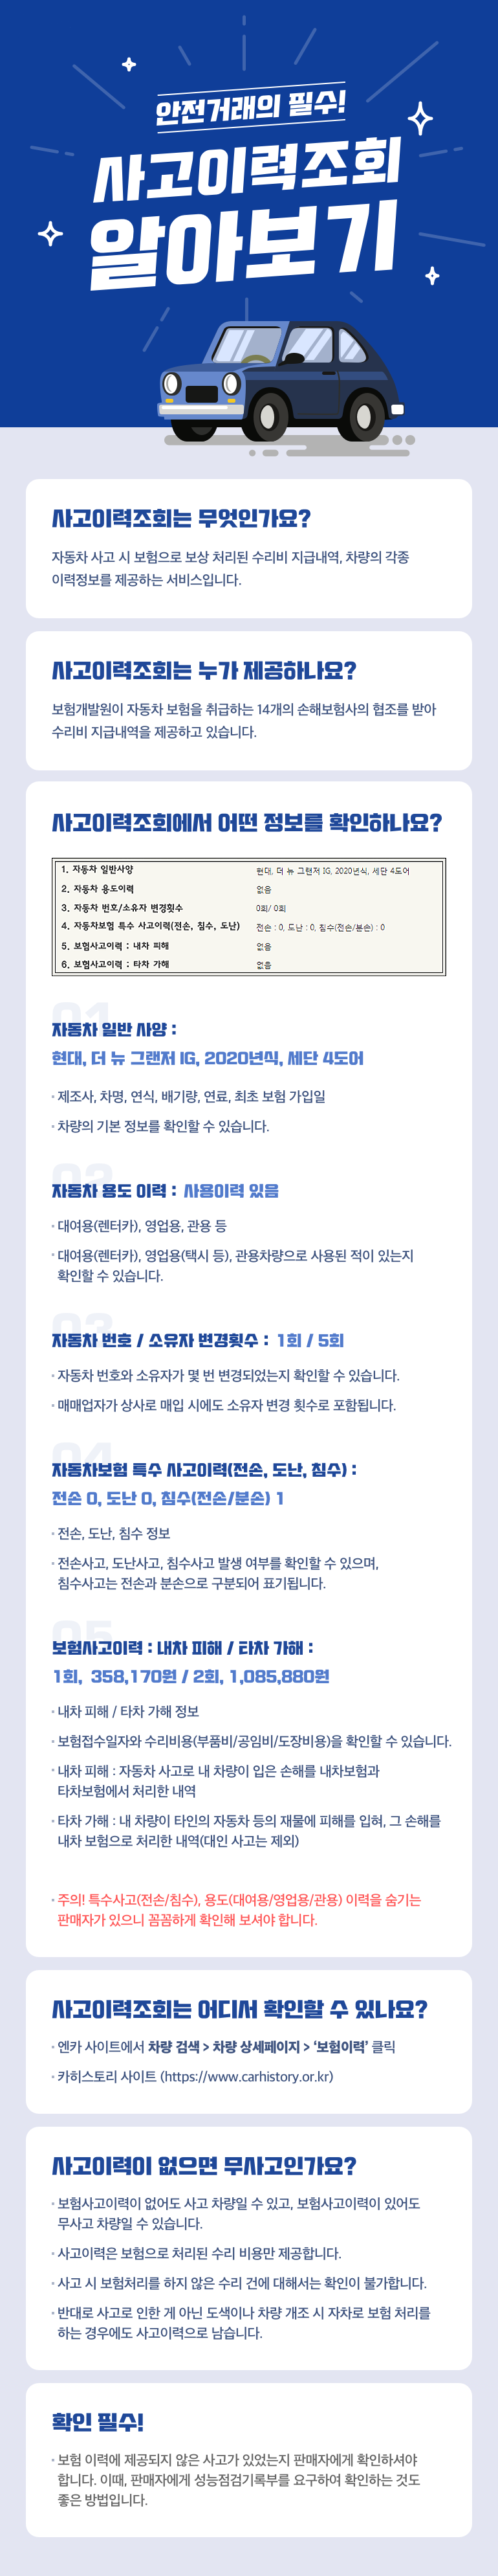 안전거래의 필수!
사고이력조회
알아보기
사고이력조회는 무엇인가요?
자동차 사고 시 보험으로 보상 처리된 수리비 지급내역, 차량의 각종
이력정보를 제공하는 서비스입니다.
사고이력조회는 누가 제공하나요?
보험개발원이 자동차 보험을 취급하는 14개의 손해보험사의 협조를 받아
수리비 지급내역을 제공하고 있습니다.
사고이력조회에서 어떤 정보를 확인하나요?
1. 자동차 일반사양 현대, 더 뉴 그랜저 IG, 2020년식, 세단 4도어
2. 자동차 용도이력 없음
3. 자동차 번호/소유자 변경횟수 0회/ 0회
4. 자동차보험 특수 사고이력(전손, 침수, 도난) 전손 : 0, 도난 : 0, 침수(전손/분손) : 0
5. 보험사고이력 : 내차 피해 없음
6. 보험사고이력 : 타차 가해 없음
01
자동차 일반 사양 :
현대, 더 뉴 그랜저 IG, 2020년식, 세단 4도어
· 제조사, 차명, 연식, 배기량, 연료, 최초 보험 가입일
· 차량의 기본 정보를 확인할 수 있습니다.
02
자동차 용도 이력 : 사용이력 있음
· 대여용(렌터카), 영업용, 관용 등
· 대여용(렌터카), 영업용(택시 등), 관용차량으로 사용된 적이 있는지
확인할 수 있습니다.
03
자동차 번호 / 소유자 변경횟수 : 1회 / 5회
· 자동차 번호와 소유자가 몇 번 변경되었는지 확인할 수 있습니다.
· 매매업자가 상사로 매입 시에도 소유자 변경 횟수로 포함됩니다.
04
자동차보험 특수 사고이력(전손, 도난, 침수) :
전손 0, 도난 0, 침수(전손/분손) 1
· 전손, 도난, 침수 정보
· 전손사고, 도난사고, 침수사고 발생 여부를 확인할 수 있으며,
침수사고는 전손과 분손으로 구분되어 표기됩니다.
05
보험사고이력 : 내차 피해 / 타차 가해 :
1회, 358,170원 / 2회, 1,085,880원
· 내차 피해 / 타차 가해 정보
· 보험접수일자와 수리비용(부품비/공임비/도장비용)을 확인할 수 있습니다.
· 내차 피해 : 자동차 사고로 내 차량이 입은 손해를 내차보험과
타차보험에서 처리한 내역
· 타차 가해 : 내 차량이 타인의 자동차 등의 재물에 피해를 입혀, 그 손해를
내차 보험으로 처리한 내역(대인 사고는 제외)
· 주의! 특수사고(전손/침수), 용도(대여용/영업용/관용) 이력을 숨기는
판매자가 있으니 꼼꼼하게 확인해 보셔야 합니다.
사고이력조회는 어디서 확인할 수 있나요?
· 엔카 사이트에서 차량 검색 > 차량 상세페이지 > ‘보험이력’ 클릭
· 카히스토리 사이트 (https://www.carhistory.or.kr)
사고이력이 없으면 무사고인가요?
· 보험사고이력이 없어도 사고 차량일 수 있고, 보험사고이력이 있어도
무사고 차량일 수 있습니다.
· 사고이력은 보험으로 처리된 수리 비용만 제공합니다.
· 사고 시 보험처리를 하지 않은 수리 건에 대해서는 확인이 불가합니다.
· 반대로 사고로 인한 게 아닌 도색이나 차량 개조 시 자차로 보험 처리를
하는 경우에도 사고이력으로 남습니다.
확인 필수!
· 보험 이력에 제공되지 않은 사고가 있었는지 판매자에게 확인하셔야
합니다. 이때, 판매자에게 성능점검기록부를 요구하여 확인하는 것도
좋은 방법입니다.